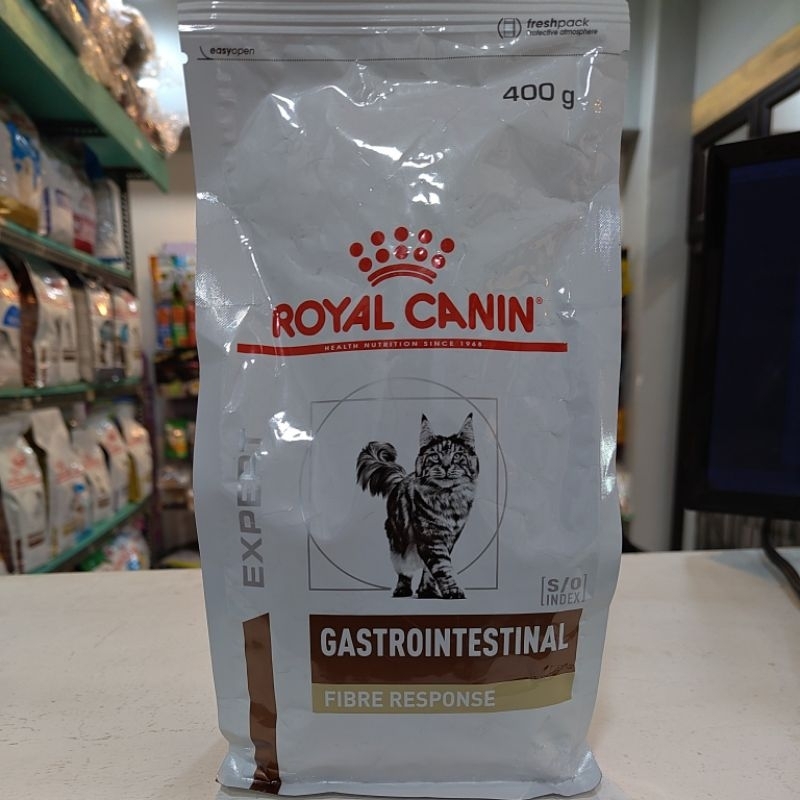 easyopen
freshpack
protective atmosphere
400 g
ROYAL CANIN®
HEALTH NUTRITION SINCE 1968
EXPERT
S/O
INDEX
GASTROINTESTINAL
FIBRE RESPONSE